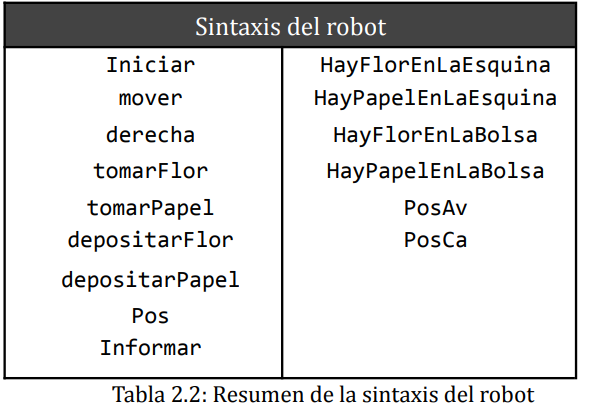 Sintaxis del robot
Iniciar HayFlorEnLaEsquina
mover HayPapelEnLaEsquina
derecha HayFlorEnLaBolsa
tomarFlor HayPapelEnLaBolsa
tomarPapel PosAv
depositarFlor PosCa
depositarPapel
Pos
Informar
Tabla 2.2: Resumen de la sintaxis del robot